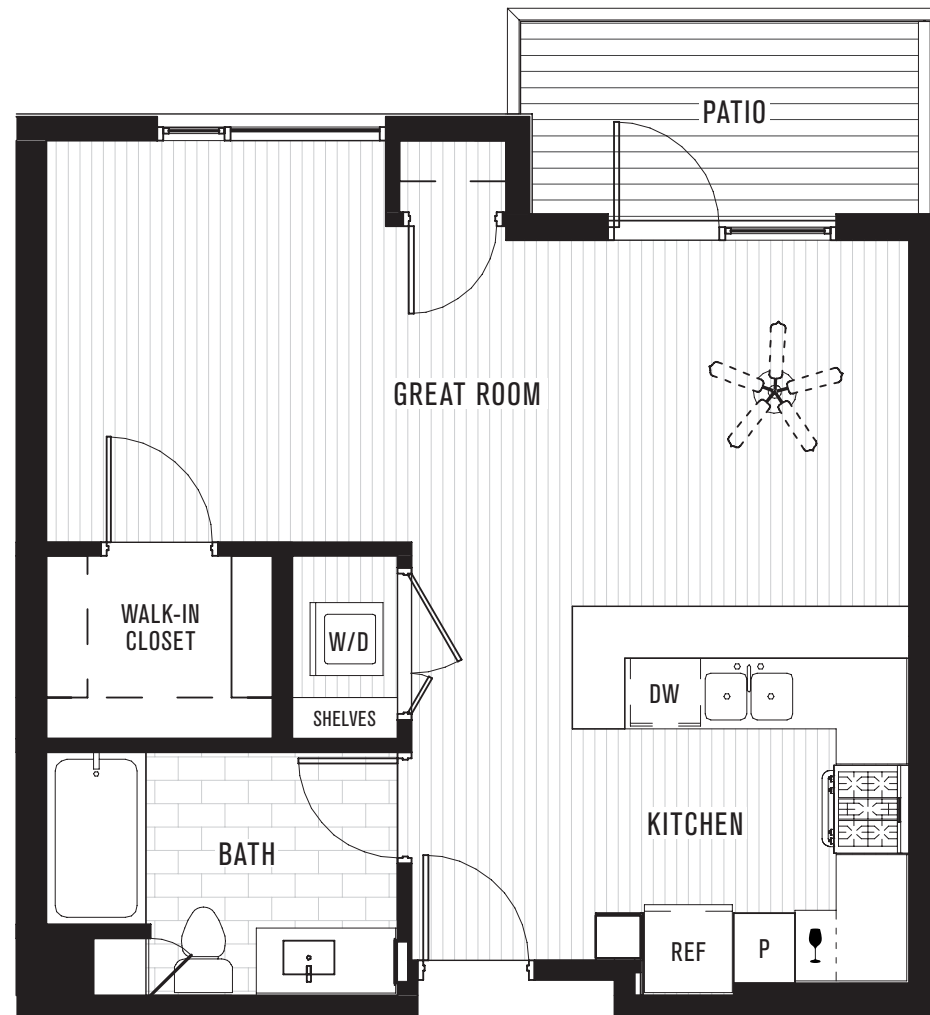 PATIO
GREAT ROOM
WALK-IN
CLOSET
W/D
SHELVES
DW
KITCHEN
BATH
REF
P